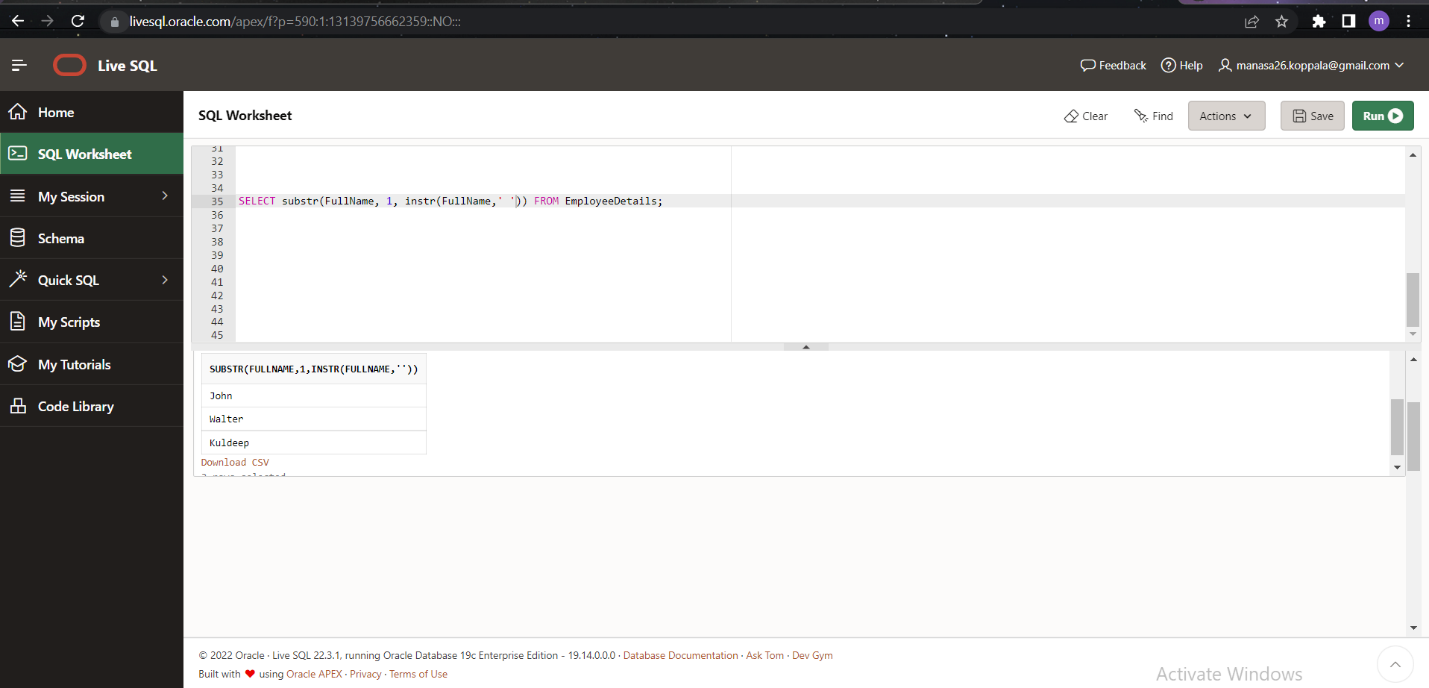 livesql.oracle.com/apex/f?p=590:1:13139756662359::NO:::
m
Live SQL
Feedback
Help
manasa26.koppala@gmail.com
Home
SQL Worksheet
My Session
Schema
Quick SQL
My Scripts
My Tutorials
Code Library
SQL Worksheet
Clear
Find
Actions
Save
Run
31
32
33
34
35 SELECT substr(FullName, 1, instr(FullName,' ')) FROM EmployeeDetails;
36
37
38
39
40
41
42
43
44
45
SUBSTR(FULLNAME,1,INSTR(FULLNAME,''))
John
Walter
Kuldeep
Download CSV
rows selected
© 2022 Oracle · Live SQL 22.3.1, running Oracle Database 19c Enterprise Edition - 19.14.0.0.0 · Database Documentation · Ask Tom · Dev Gym
Built with ❤ using Oracle APEX · Privacy · Terms of Use
Activate Windows